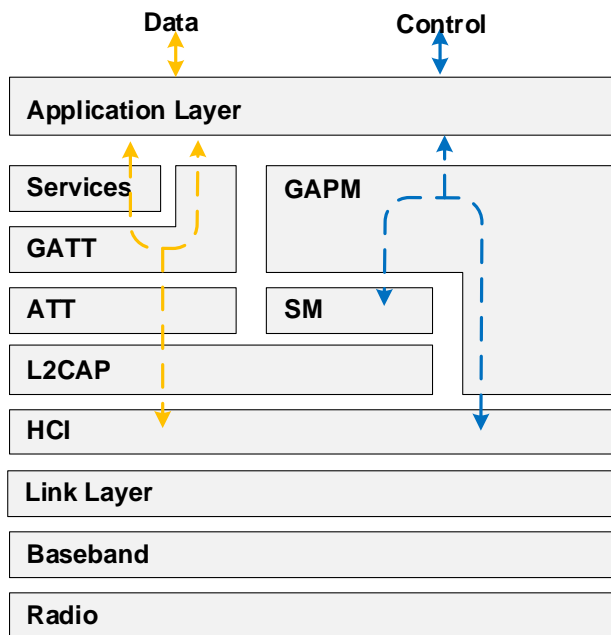 Data Control
Application Layer
Services GAPM
GATT
ATT SM
L2CAP
HCI
Link Layer
Baseband
Radio